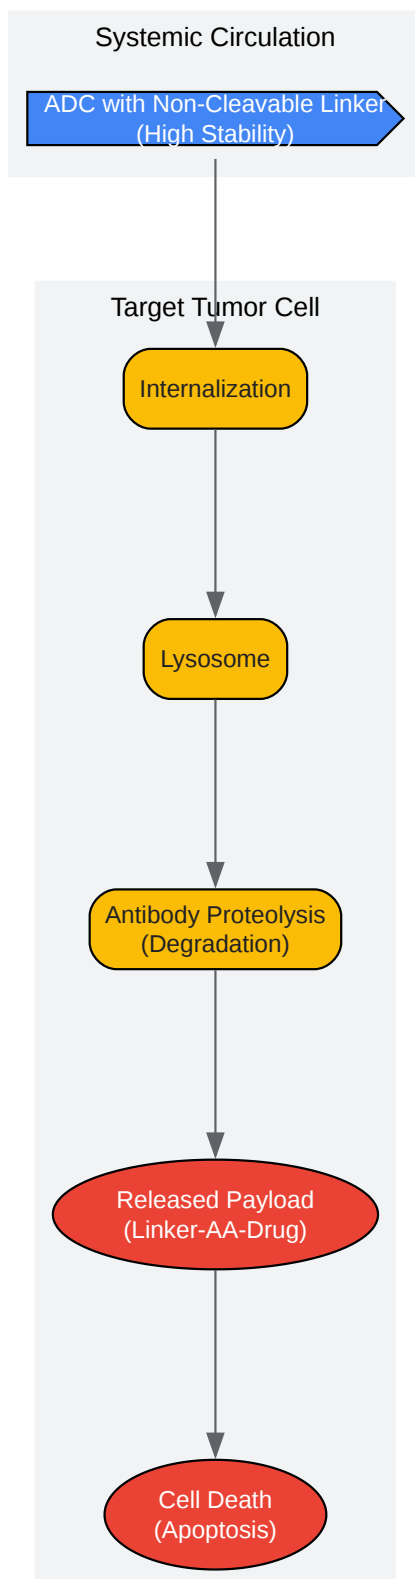 Systemic Circulation
ADC with Non-Cleavable Linker
(High Stability)
Target Tumor Cell
Internalization
Lysosome
Antibody Proteolysis
(Degradation)
Released Payload
(Linker-AA-Drug)
Cell Death
(Apoptosis)